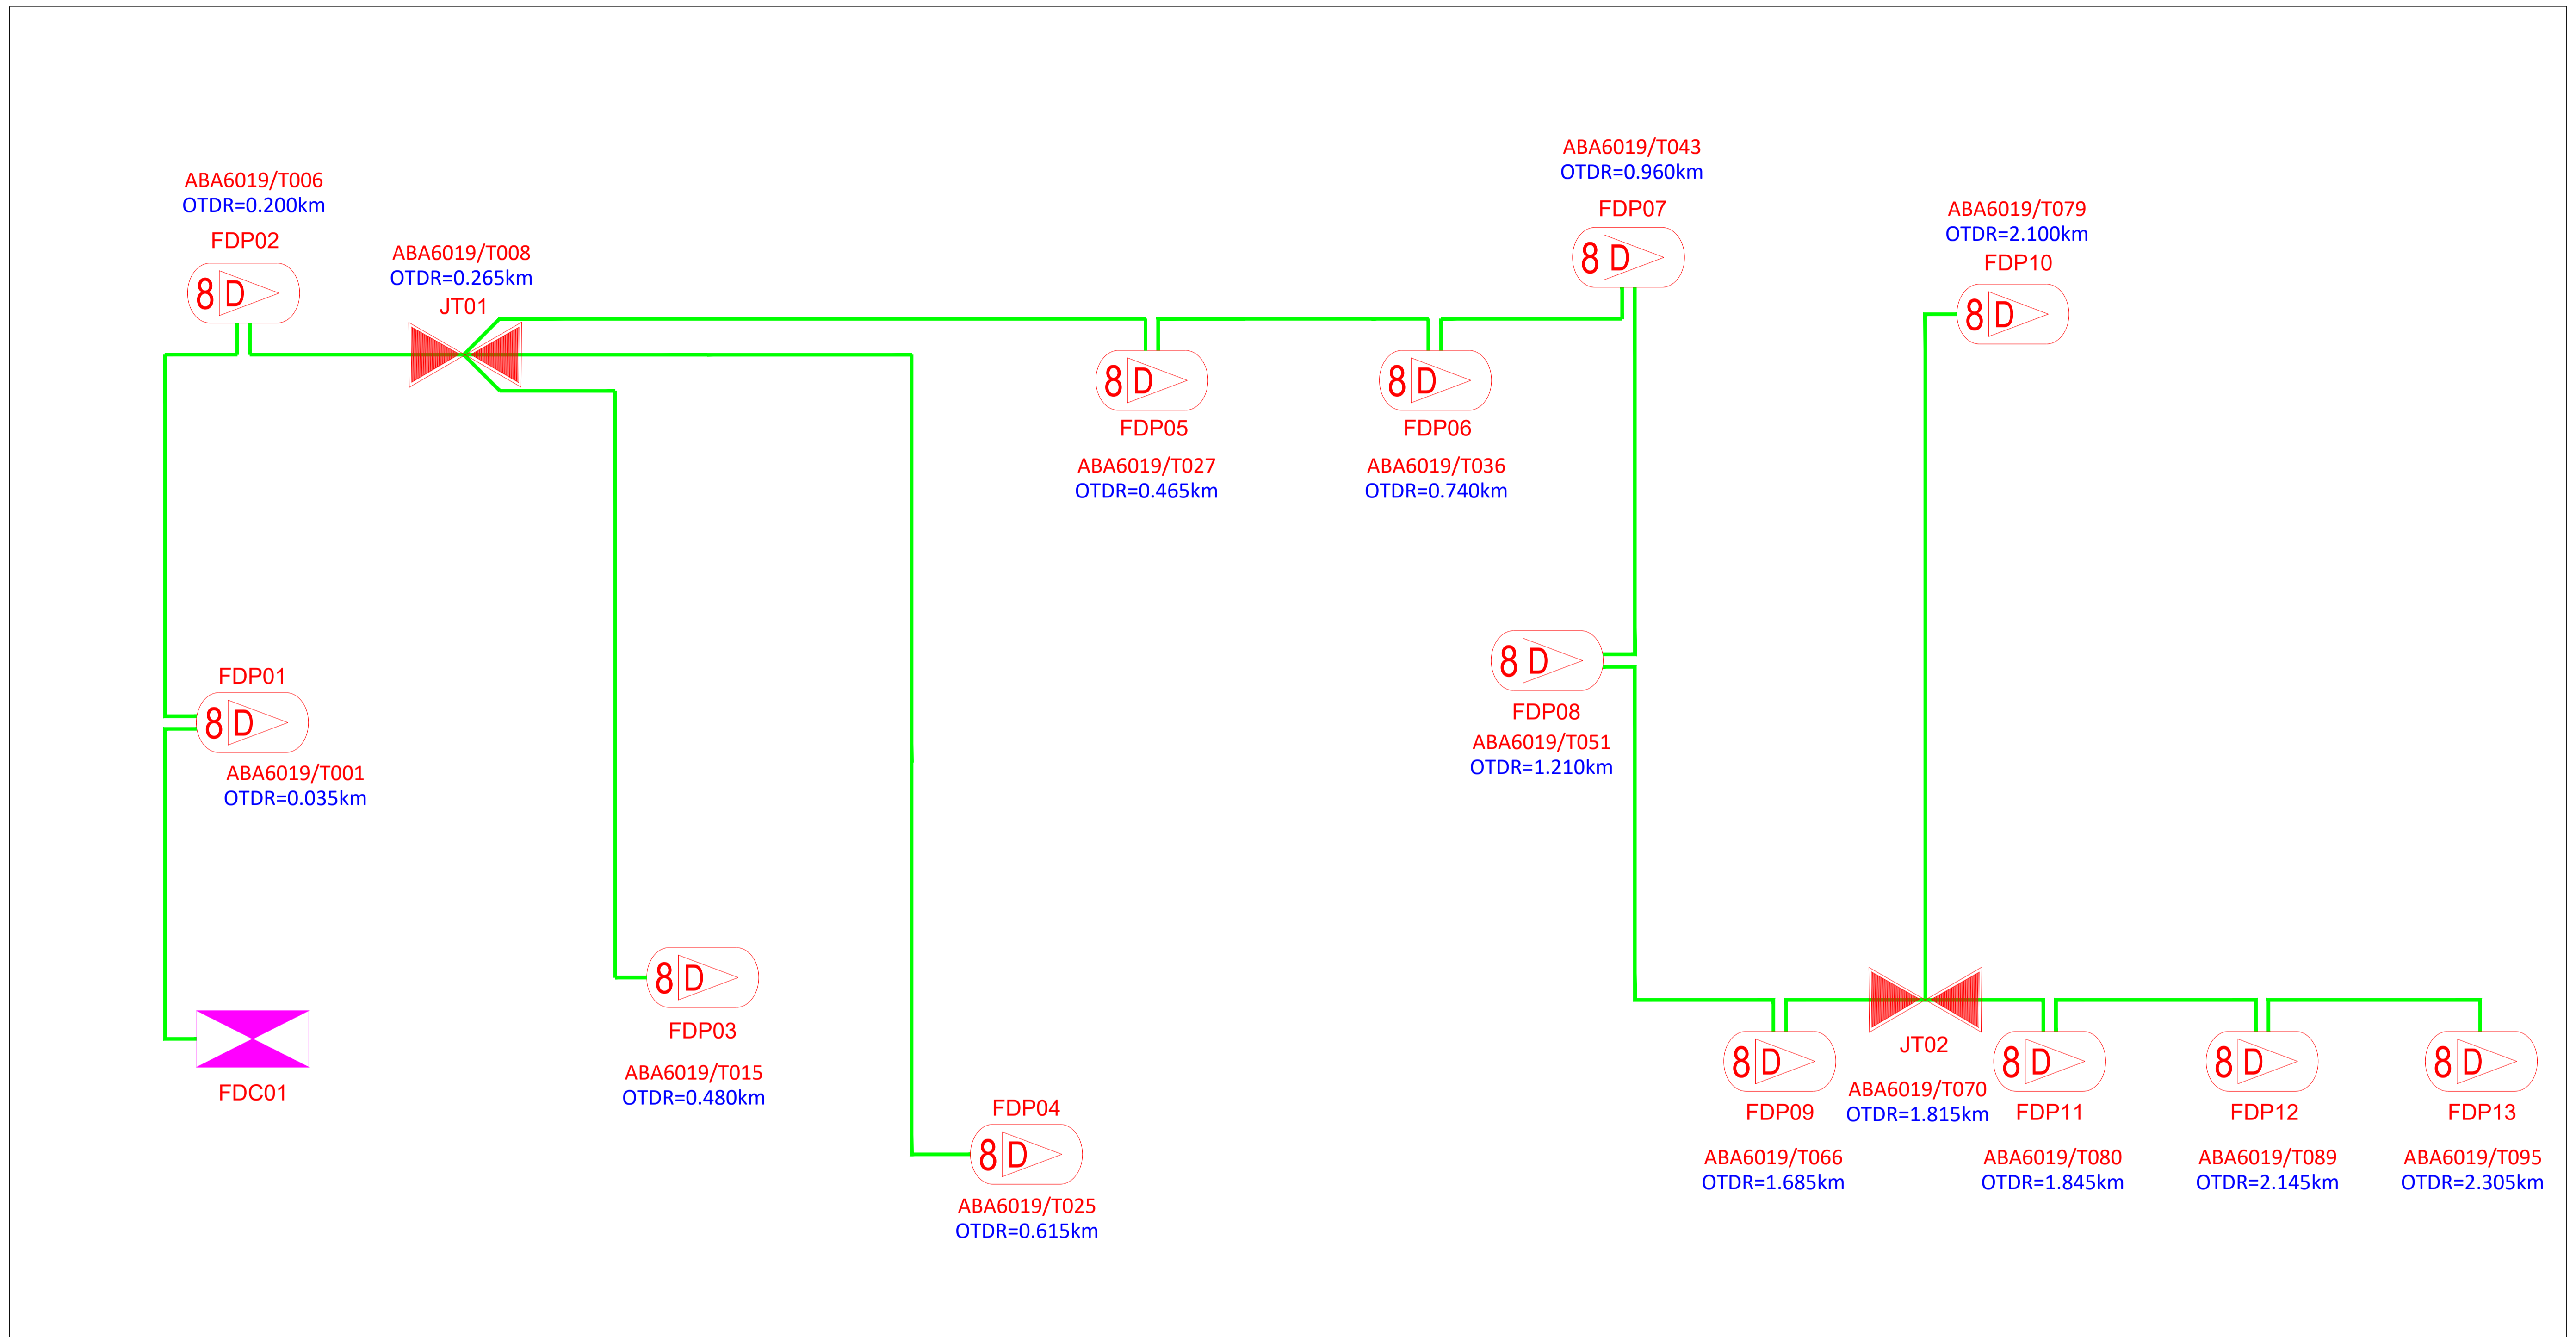 ABA6019/T043
OTDR=0.960km
FDP07
8 D
ABA6019/T006
OTDR=0.200km
FDP02
8 D
ABA6019/T008
OTDR=0.265km
JT01
ABA6019/T079
OTDR=2.100km
FDP10
8 D
8 D
FDP05
ABA6019/T027
OTDR=0.465km
8 D
FDP06
ABA6019/T036
OTDR=0.740km
FDP01
8 D
ABA6019/T001
OTDR=0.035km
8 D
FDP08
ABA6019/T051
OTDR=1.210km
FDC01
8 D
FDP03
ABA6019/T015
OTDR=0.480km
FDP04
8 D
ABA6019/T025
OTDR=0.615km
8 D
FDP09
ABA6019/T066
OTDR=1.685km
JT02
ABA6019/T070
OTDR=1.815km
8 D
FDP11
ABA6019/T080
OTDR=1.845km
8 D
FDP12
ABA6019/T089
OTDR=2.145km
8 D
FDP13
ABA6019/T095
OTDR=2.305km